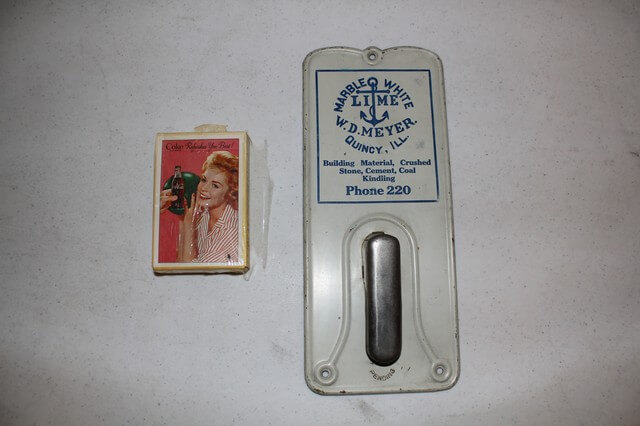 Coke Refreshes You Best!
MARBLE WHITE
LIME
W.D. MEYER.
QUINCY, ILL.
Building Material, Crushed
Stone, Cement, Coal
Kindling
Phone 220
PENDING